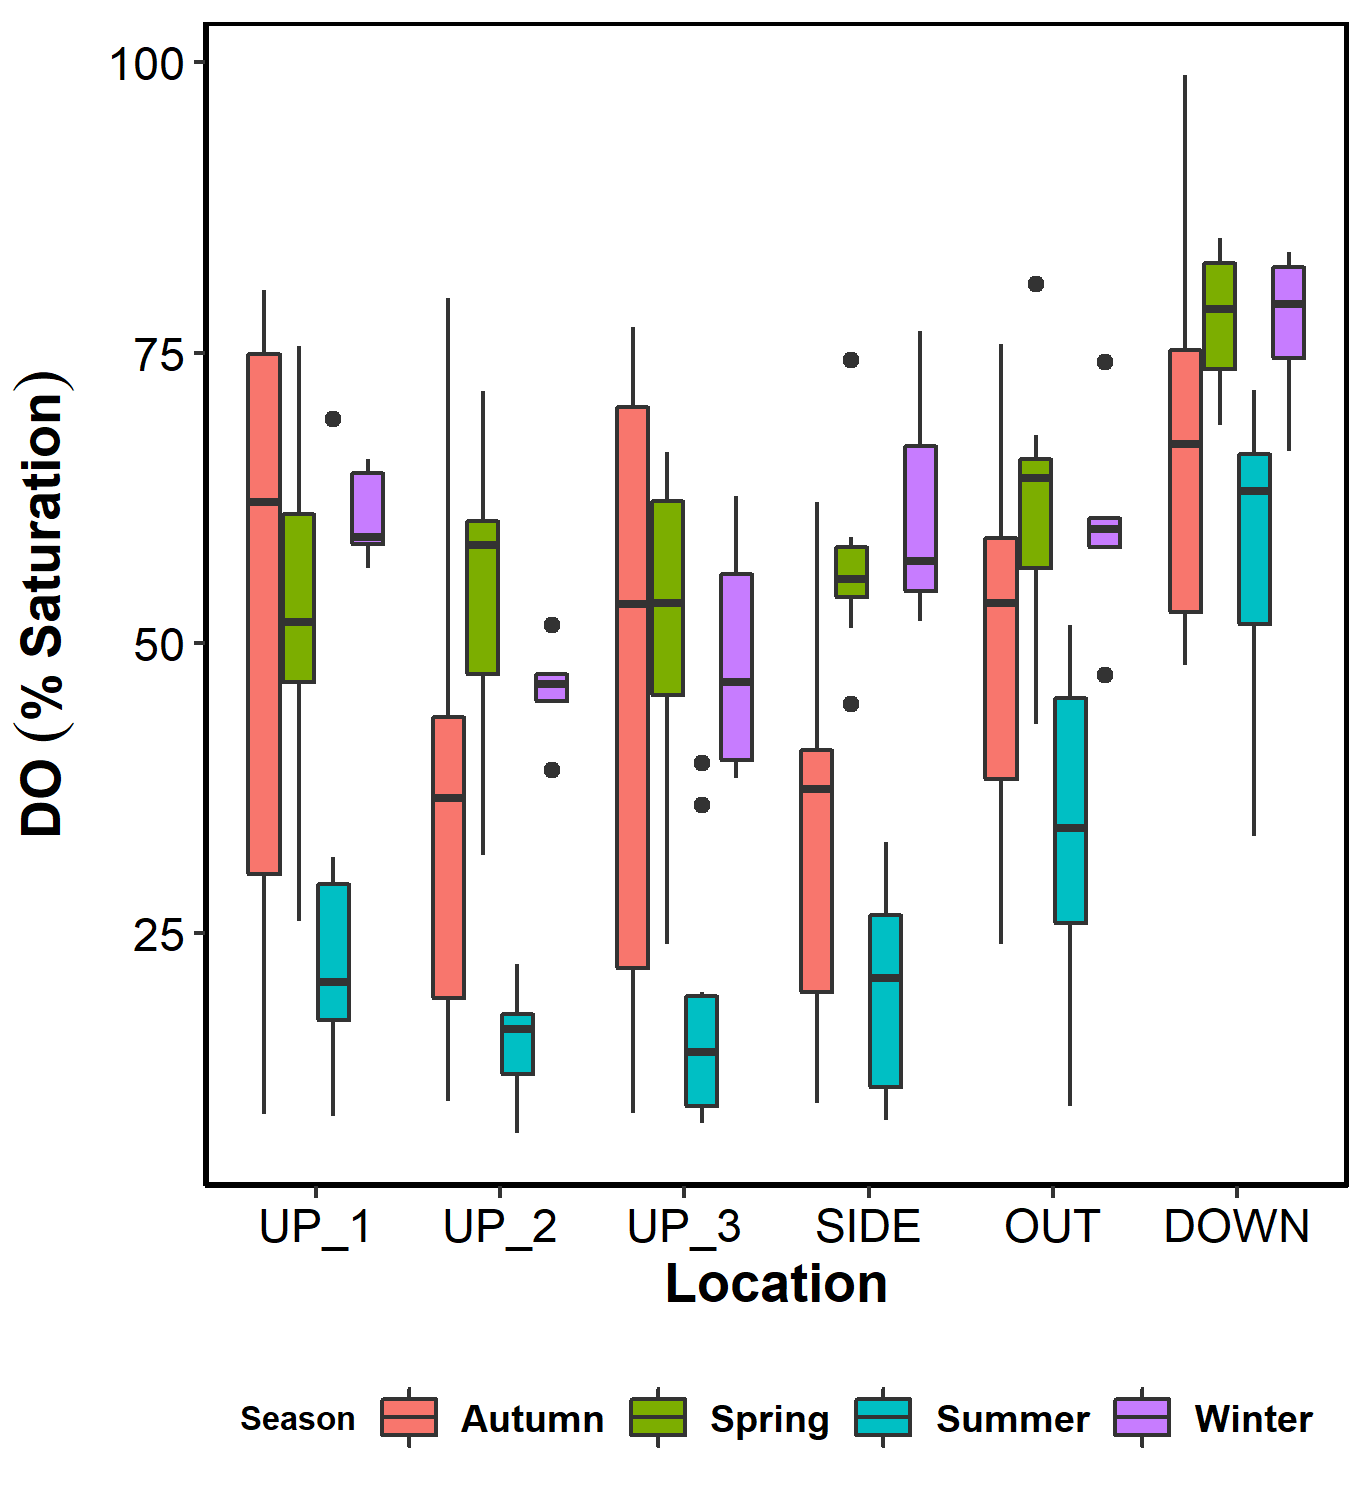 100
75
50
25
DO (% Saturation)
UP_1 UP_2 UP_3 SIDE OUT DOWN
Location
Season Autumn Spring Summer Winter